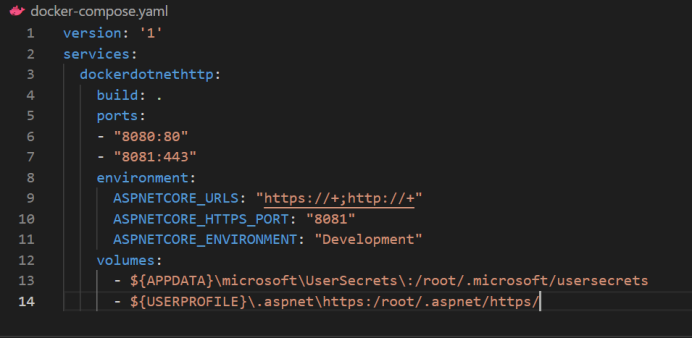 docker-compose.yaml
1 version: '1'
2 services:
3 dockerdotnethttp:
4 build: .
5 ports:
6 - "8080:80"
7 - "8081:443"
8 environment:
9 ASPNETCORE_URLS: "https://+;http://+"
10 ASPNETCORE_HTTPS_PORT: "8081"
11 ASPNETCORE_ENVIRONMENT: "Development"
12 volumes:
13 - ${APPDATA}\microsoft\UserSecrets\:/root/.microsoft/usersecrets
14 - ${USERPROFILE}\.aspnet\https:/root/.aspnet/https/